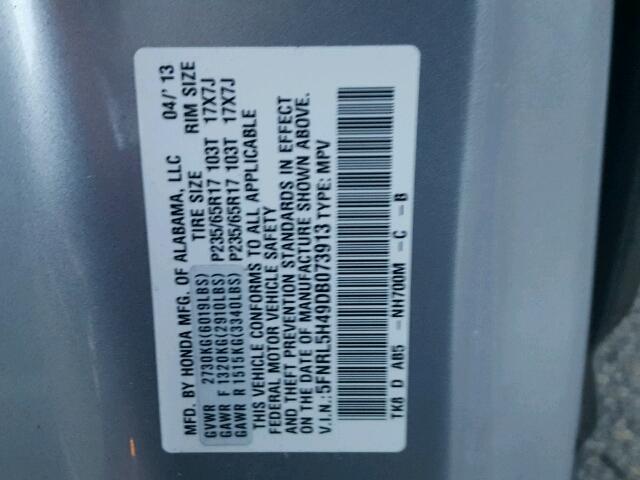 MFD. BY HONDA MFG. OF ALABAMA, LLC 04/'13
TIRE SIZE RIM SIZE
GVWR 2730KG(6019LBS)
GAWR F 1320KG(2910LBS) P235/65R17 103T 17X7J
GAWR R 1515KG(3340LBS) P235/65R17 103T 17X7J
THIS VEHICLE CONFORMS TO ALL APPLICABLE
FEDERAL MOTOR VEHICLE SAFETY
AND THEFT PREVENTION STANDARDS IN EFFECT
ON THE DATE OF MANUFACTURE SHOWN ABOVE.
V.I.N.:5FNRL5H49DB073913 TYPE: MPV
TK8 D AB5 -NH700M- C - B